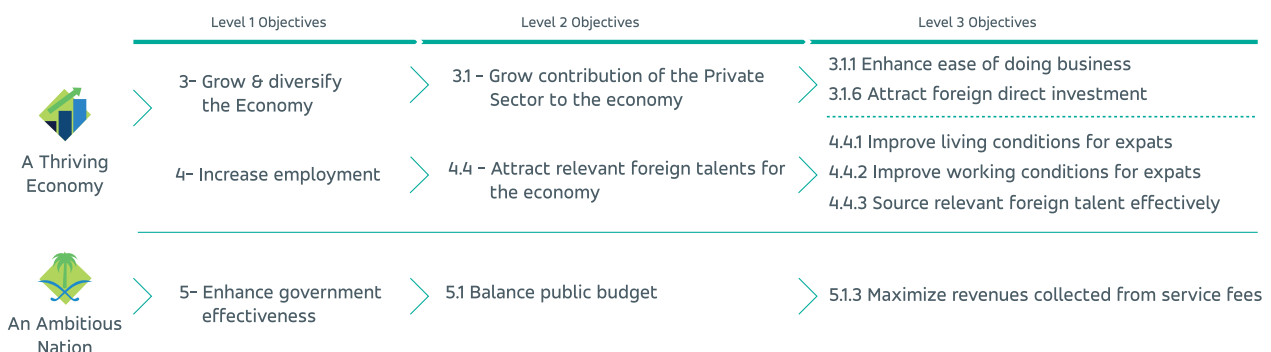 Level 1 Objectives
Level 2 Objectives
Level 3 Objectives
A Thriving
Economy
3– Grow & diversify
the Economy
3.1 – Grow contribution of the Private
Sector to the economy
3.1.1 Enhance ease of doing business
3.1.6 Attract foreign direct investment
4– Increase employment
4.4 – Attract relevant foreign talents for
the economy
4.4.1 Improve living conditions for expats
4.4.2 Improve working conditions for expats
4.4.3 Source relevant foreign talent effectively
An Ambitious
Nation
5– Enhance government
effectiveness
5.1 Balance public budget
5.1.3 Maximize revenues collected from service fees